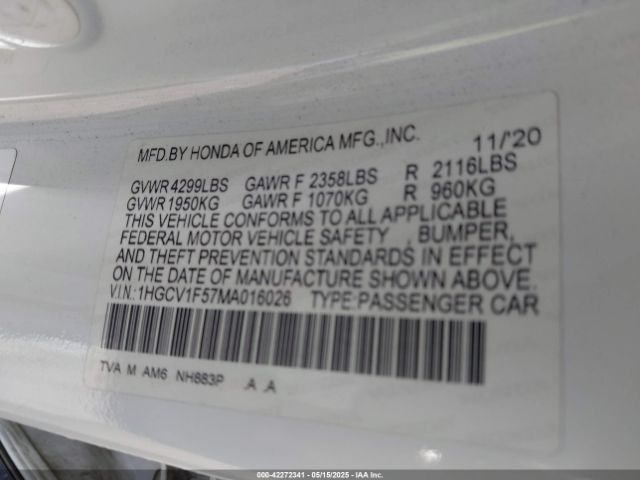 MFD.BY HONDA OF AMERICA MFG.,INC. 11/'20
GVWR 4299LBS GAWR F 2358LBS R 2116LBS
GVWR 1950KG GAWR F 1070KG R 960KG
THIS VEHICLE CONFORMS TO ALL APPLICABLE
FEDERAL MOTOR VEHICLE SAFETY , BUMPER,
AND THEFT PREVENTION STANDARDS IN EFFECT
ON THE DATE OF MANUFACTURE SHOWN ABOVE.
V.I.N.:1HGCV1F57MA016026 TYPE:PASSENGER CAR
TVA M AM6 NH883P .A .A
000-42272341 - 05/15/2025 - IAA Inc.